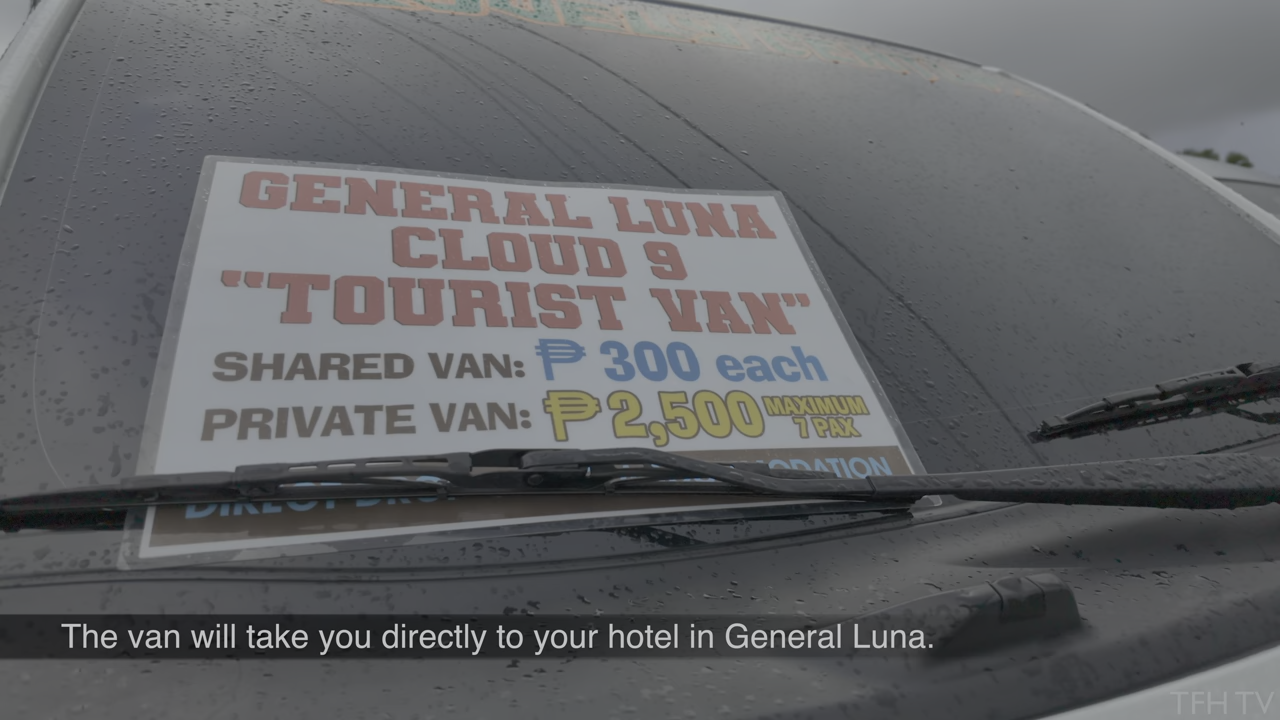 GENERAL LUNA
CLOUD 9
"TOURIST VAN"
SHARED VAN: ₱ 300 each
PRIVATE VAN: ₱ 2,500 MAXIMUM 7 PAX
DIRECT
The van will take you directly to your hotel in General Luna.
TFH TV